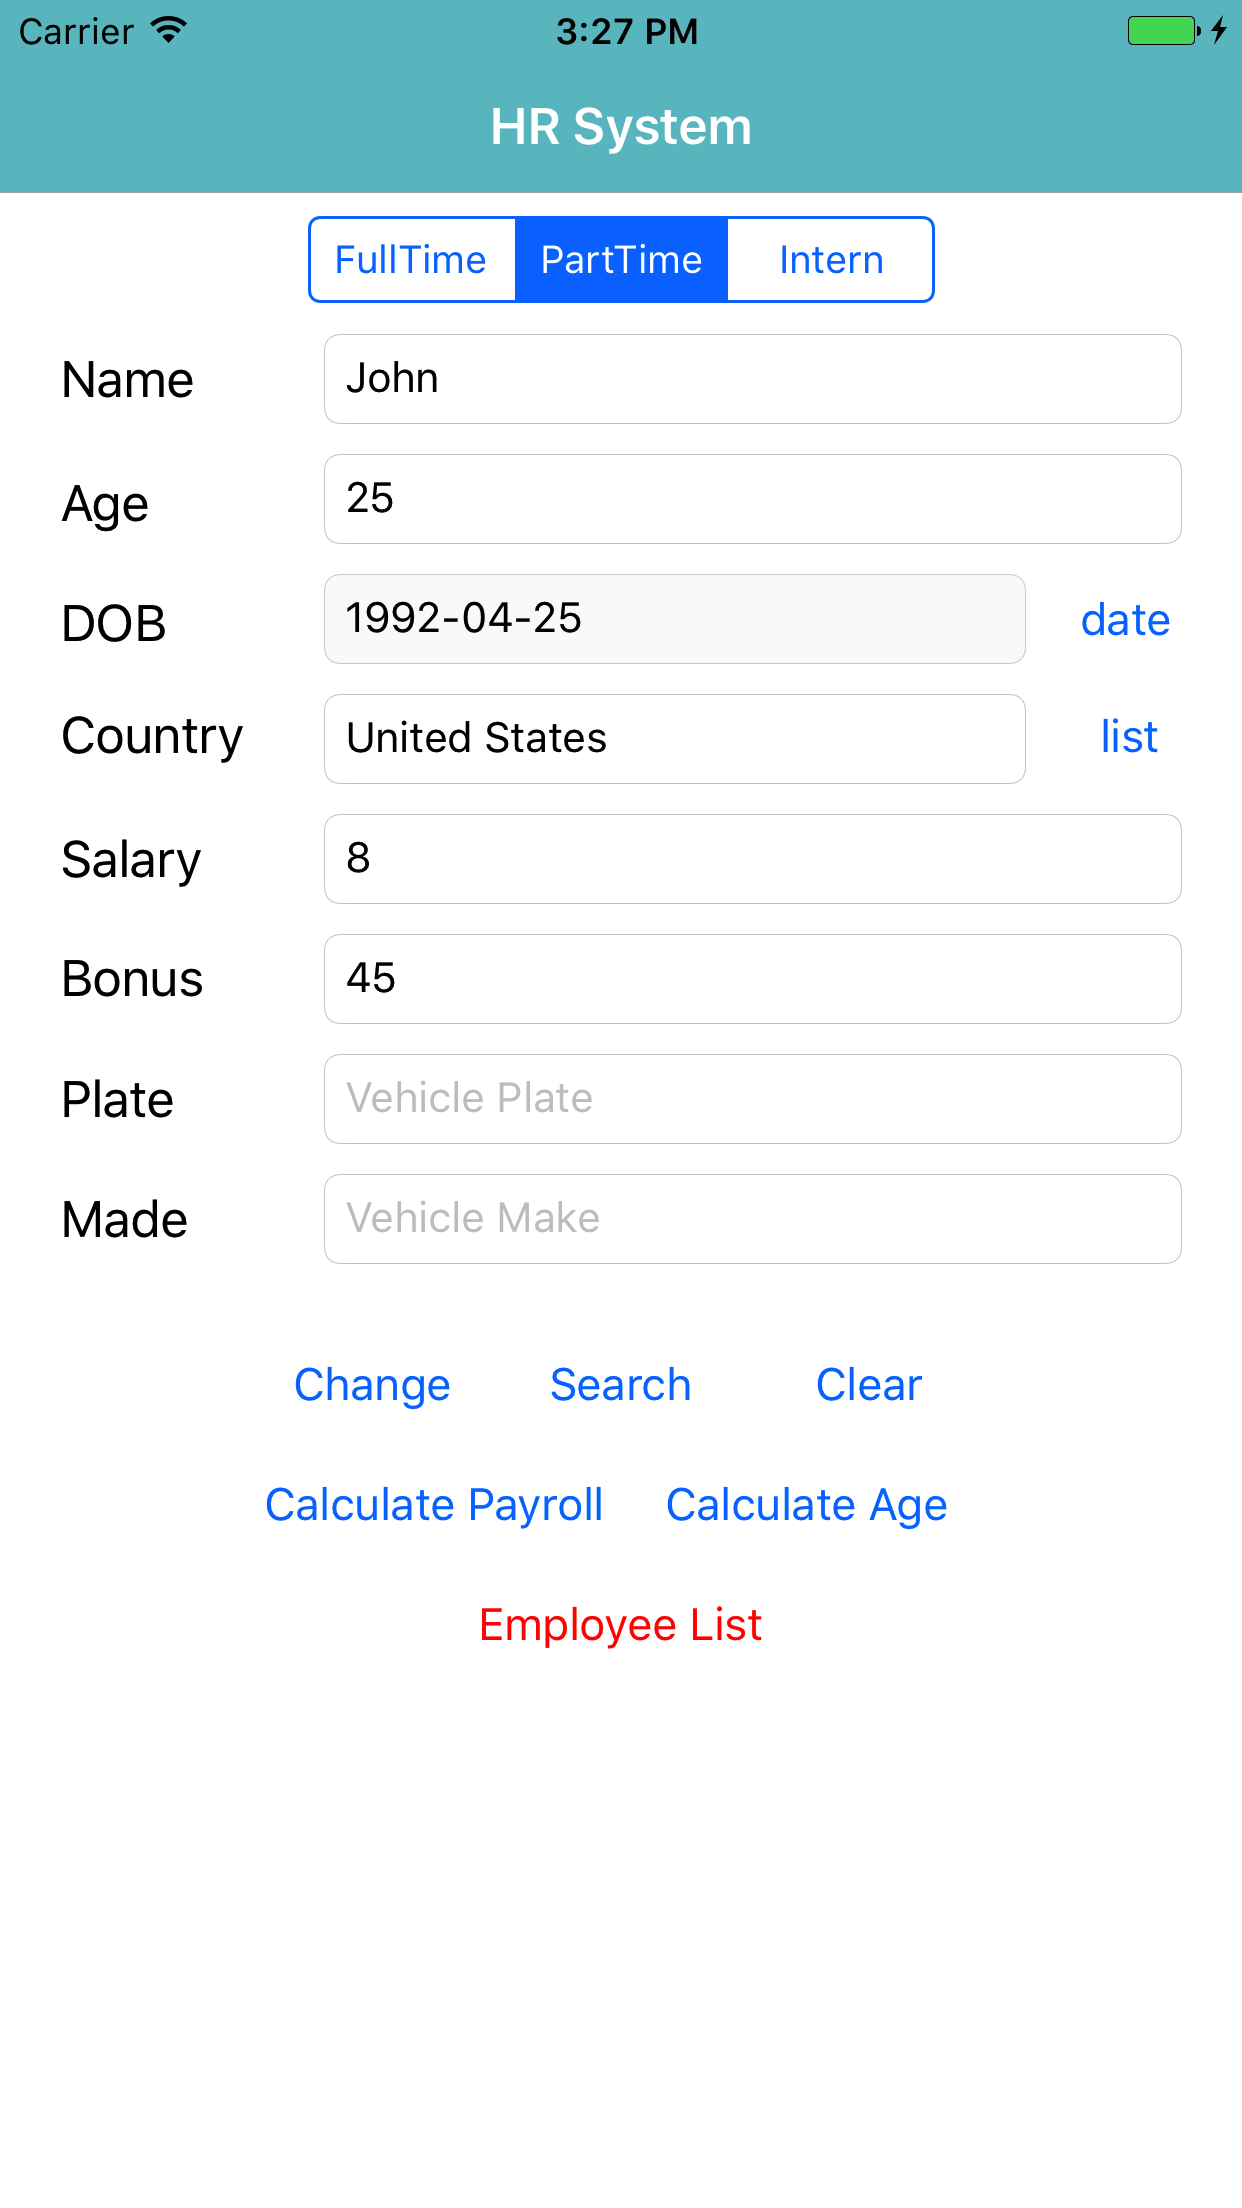 Carrier 3:27 PM
HR System
FullTime PartTime Intern
Name John
Age 25
DOB 1992-04-25 date
Country United States list
Salary 8
Bonus 45
Plate Vehicle Plate
Made Vehicle Make
Change Search Clear
Calculate Payroll Calculate Age
Employee List